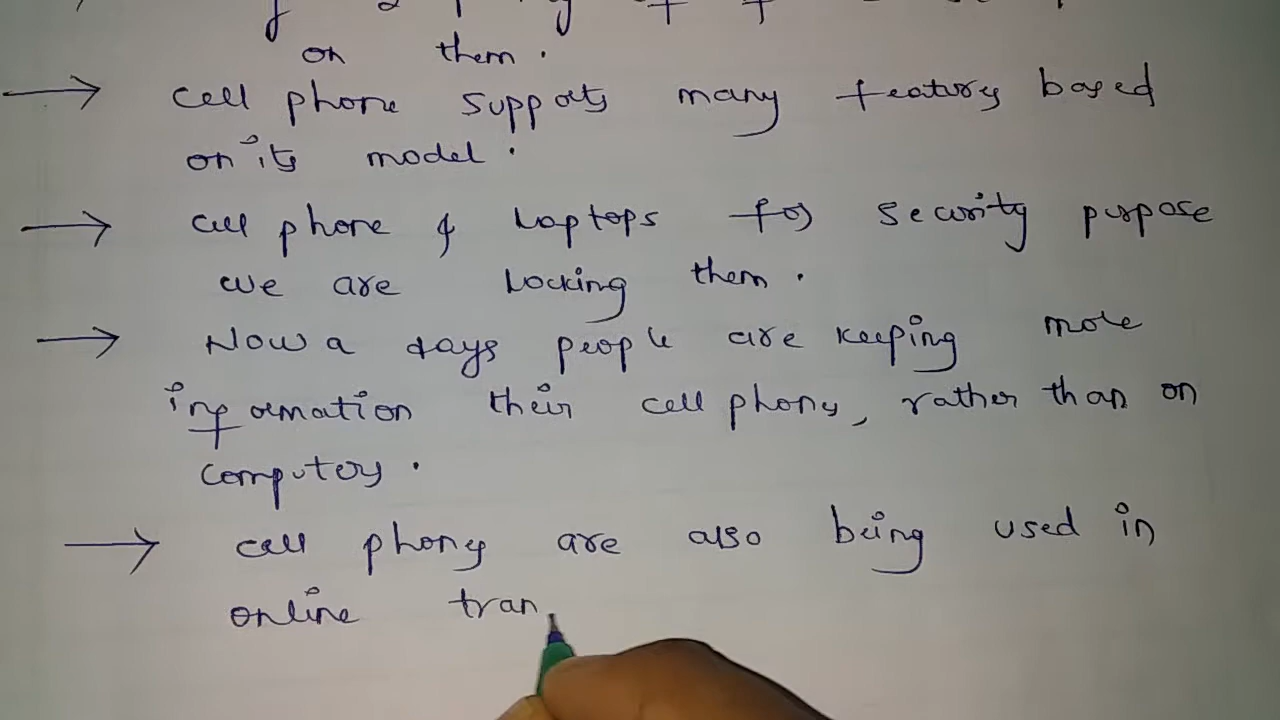 on them.
→ cell phone supports many features based
on its model.
→ cell phone & Laptops for security purpose
we are Locking them.
→ Now a days people are keeping more
information their cell phones, rather than on
computers.
→ cell phones are also being used in
online tran